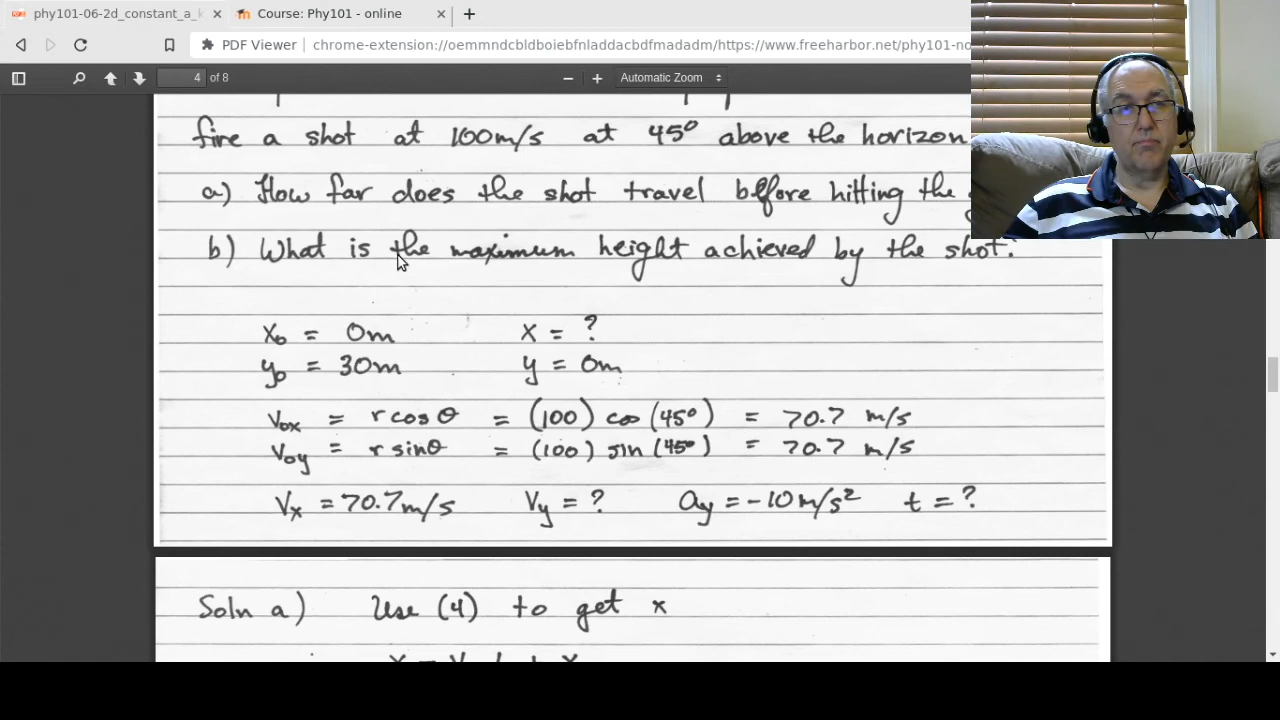 phy101-06-2d_constant_a_k
Course: Phy101 - online
PDF Viewer chrome-extension://oemmndcbldboiebfnladdacbdfmadadm/https://www.freeharbor.net/phy101-no
4 of 8 Automatic Zoom
fire a shot at 100m/s at 45° above the horizon
a) How far does the shot travel before hitting the
b) What is the maximum height achieved by the shot.
x₀ = 0m x = ?
y₀ = 30m y = 0m
v₀ₓ = r cos θ = (100) cos (45°) = 70.7 m/s
v₀y = r sinθ = (100) sin (45°) = 70.7 m/s
Vₓ = 70.7 m/s Vy = ? ay = -10 m/s² t = ?
Soln a) Use (4) to get x